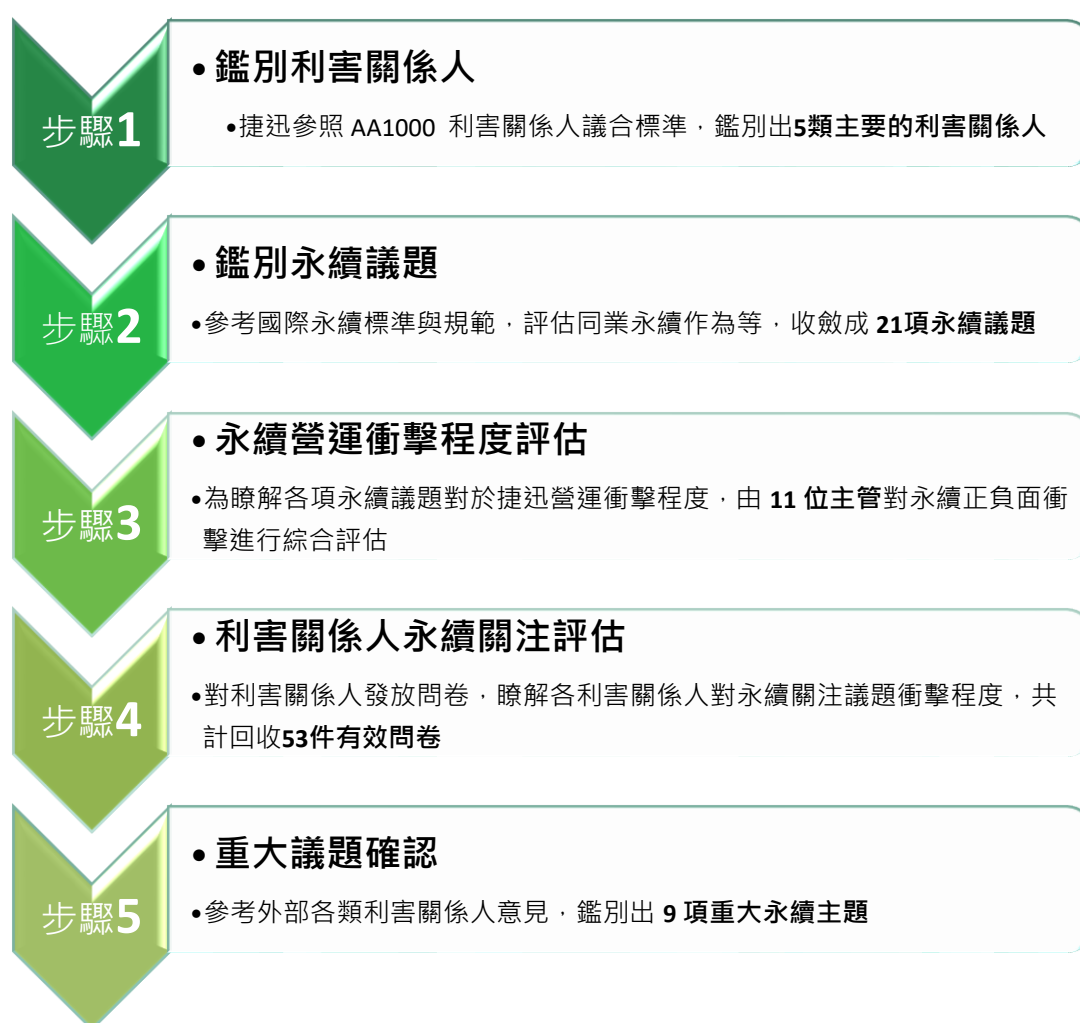 步驟1
• 鑑別利害關係人
•捷迅參照 AA1000 利害關係人議合標準，鑑別出5類主要的利害關係人
步驟2
• 鑑別永續議題
•參考國際永續標準與規範，評估同業永續作為等，收斂成 21項永續議題
步驟3
• 永續營運衝擊程度評估
•為瞭解各項永續議題對於捷迅營運衝擊程度，由 11 位主管對永續正負面衝
擊進行綜合評估
步驟4
• 利害關係人永續關注評估
•對利害關係人發放問卷，瞭解各利害關係人對永續關注議題衝擊程度，共
計回收53件有效問卷
步驟5
• 重大議題確認
•參考外部各類利害關係人意見，鑑別出 9 項重大永續主題